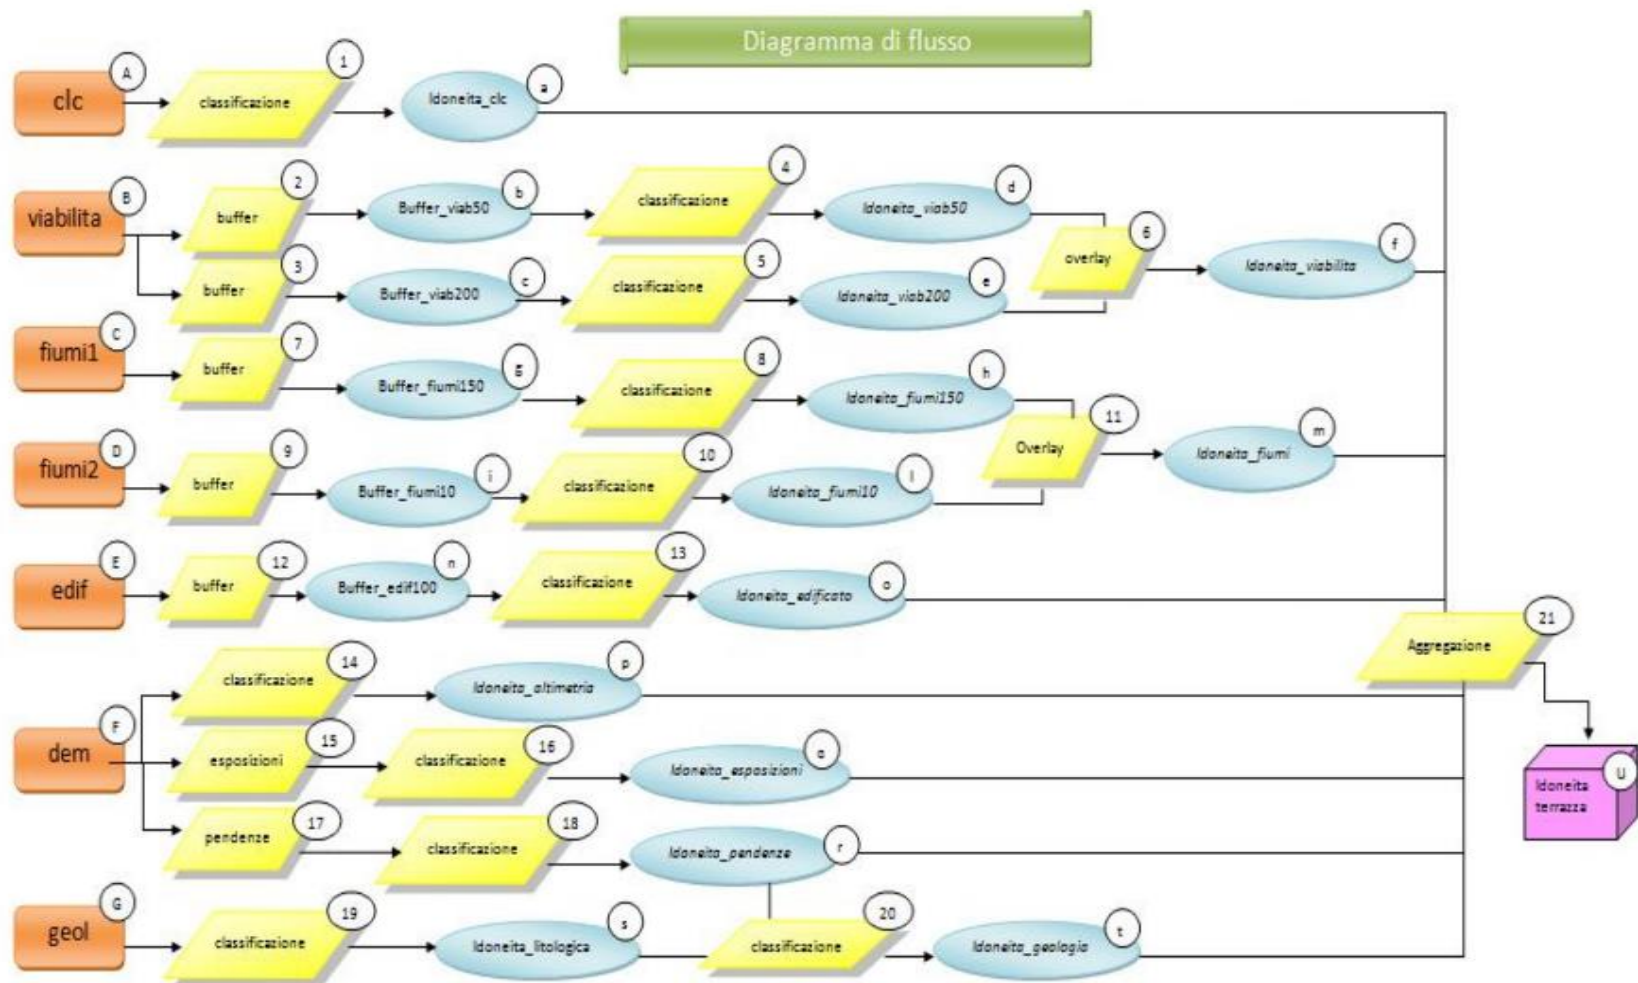 Diagramma di flusso
clc
A
classificazione
1
Idoneita_clc
a
viabilita
B
buffer
2
Buffer_viab50
b
classificazione
4
Idoneita_viab50
d
buffer
3
Buffer_viab200
c
classificazione
5
Idoneita_viab200
e
overlay
6
Idoneita_viabilita
f
fiumi1
C
buffer
7
Buffer_fiumi150
g
classificazione
8
Idoneita_fiumi150
h
fiumi2
D
buffer
9
Buffer_fiumi10
i
classificazione
10
Idoneita_fiumi10
l
Overlay
11
Idoneita_fiumi
m
edif
E
buffer
12
Buffer_edif100
n
classificazione
13
Idoneita_edificato
o
dem
F
classificazione
14
Idoneita_altimetria
p
esposizioni
15
classificazione
16
Idoneita_esposizioni
q
pendenze
17
classificazione
18
Idoneita_pendenze
r
geol
G
classificazione
19
Idoneita_litologica
s
classificazione
20
Idoneita_geologia
t
Aggregazione
21
Idoneita
terrazza
U